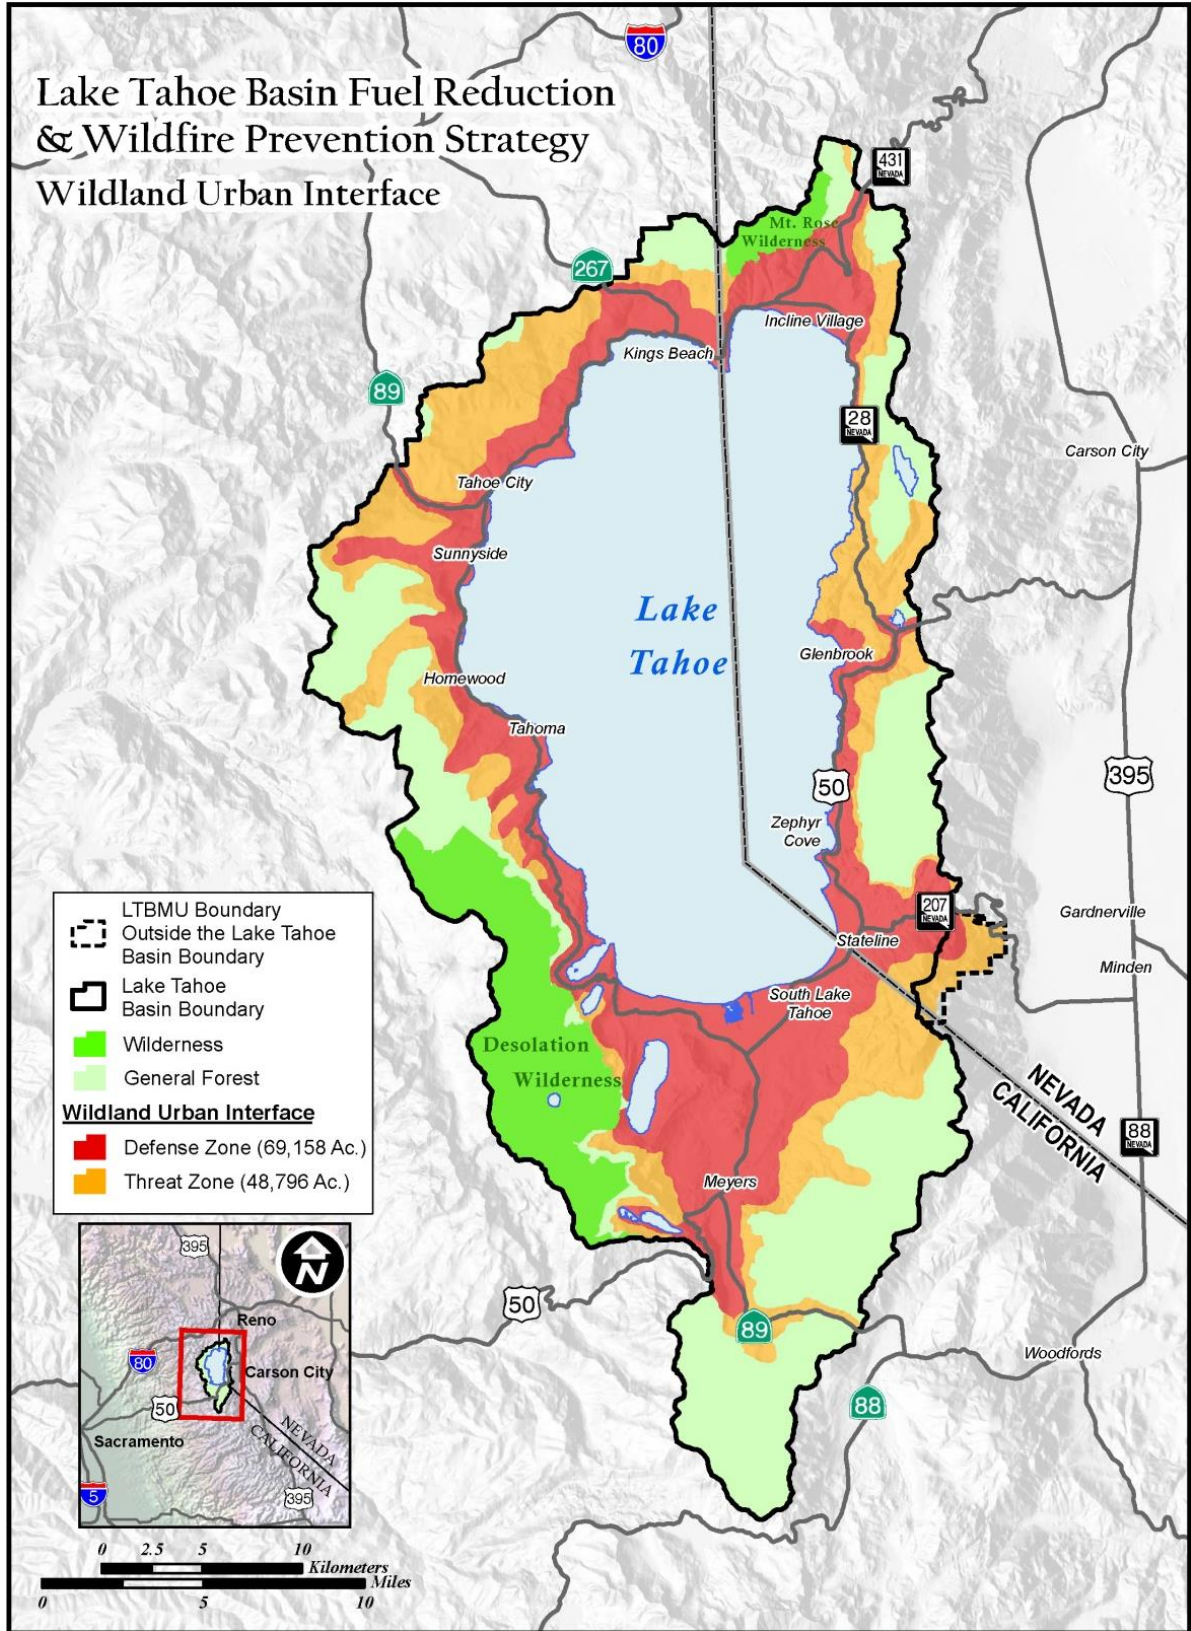 Lake Tahoe Basin Fuel Reduction
& Wildfire Prevention Strategy
Wildland Urban Interface
80
431
NEVADA
Mt. Rose
Wilderness
267
Incline Village
Kings Beach
89
28
NEVADA
Carson City
Tahoe City
Sunnyside
Lake
Tahoe
Glenbrook
Homewood
Tahoma
395
50
Zephyr
Cove
207
NEVADA
Gardnerville
Stateline
Minden
South Lake
Tahoe
Desolation
Wilderness
NEVADA
CALIFORNIA
88
NEVADA
Meyers
50
89
Woodfords
88
LTBMU Boundary
Outside the Lake Tahoe
Basin Boundary
Lake Tahoe
Basin Boundary
Wilderness
General Forest
Wildland Urban Interface
Defense Zone (69,158 Ac.)
Threat Zone (48,796 Ac.)
395
N
Reno
80
Carson City
50
NEVADA
CALIFORNIA
Sacramento
5
395
0 2.5 5 10
Kilometers
Miles
0 5 10